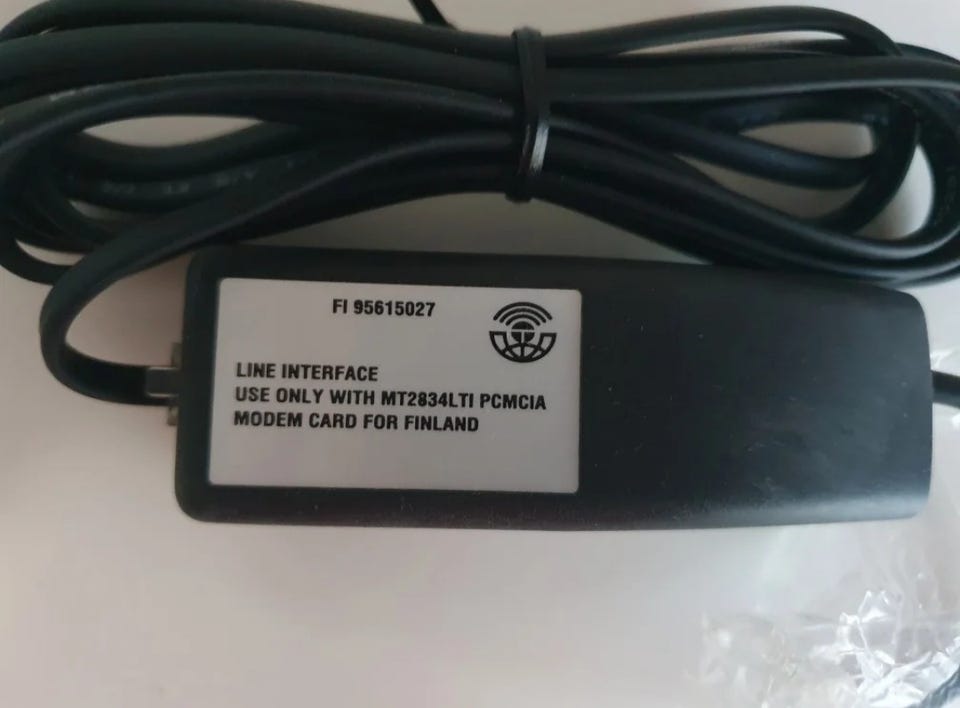 FI 95615027
LINE INTERFACE
USE ONLY WITH MT2834LTI PCMCIA
MODEM CARD FOR FINLAND